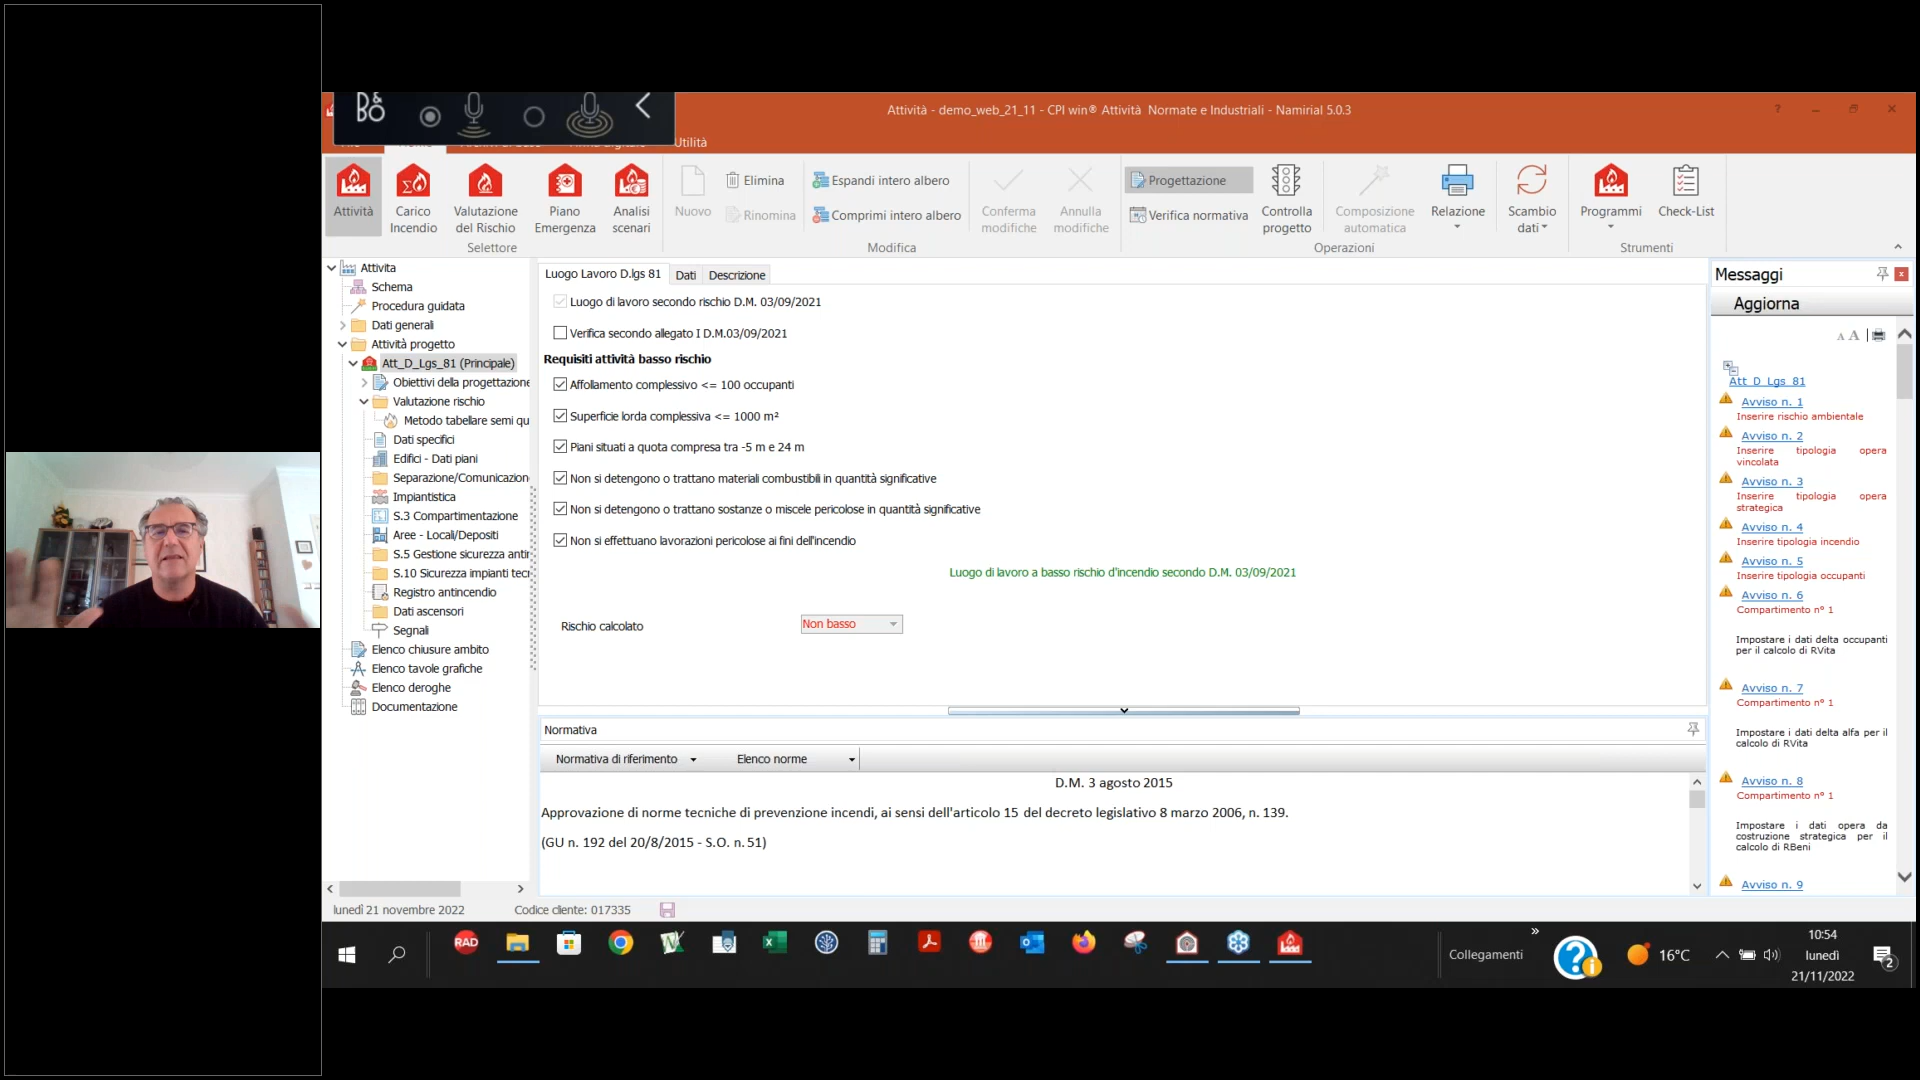 B&O
Attività - demo_web_21_11 - CPI win® Attività Normate e Industriali - Namirial 5.0.3
Utilità
Attività
Carico Incendio
Valutazione del Rischio
Piano Emergenza
Analisi scenari
Selettore
Nuovo
Elimina
Rinomina
Espandi intero albero
Comprimi intero albero
Modifica
Conferma modifiche
Annulla modifiche
Progettazione
Verifica normativa
Controlla progetto
Composizione automatica
Relazione
Operazioni
Scambio dati
Programmi
Check-List
Strumenti
Attivita
Schema
Procedura guidata
Dati generali
Attività progetto
Att_D_Lgs_81 (Principale)
Obiettivi della progettazione
Valutazione rischio
Metodo tabellare semi qu
Dati specifici
Edifici - Dati piani
Separazione/Comunicazion
Impiantistica
S.3 Compartimentazione
Aree - Locali/Depositi
S.5 Gestione sicurezza antin
S.10 Sicurezza impianti tecn
Registro antincendio
Dati ascensori
Segnali
Elenco chiusure ambito
Elenco tavole grafiche
Elenco deroghe
Documentazione
Luogo Lavoro D.lgs 81
Dati
Descrizione
Luogo di lavoro secondo rischio D.M. 03/09/2021
Verifica secondo allegato I D.M.03/09/2021
Requisiti attività basso rischio
Affollamento complessivo <= 100 occupanti
Superficie lorda complessiva <= 1000 m²
Piani situati a quota compresa tra -5 m e 24 m
Non si detengono o trattano materiali combustibili in quantità significative
Non si detengono o trattano sostanze o miscele pericolose in quantità significative
Non si effettuano lavorazioni pericolose ai fini dell'incendio
Luogo di lavoro a basso rischio d'incendio secondo D.M. 03/09/2021
Rischio calcolato
Non basso
Normativa
Normativa di riferimento
Elenco norme
D.M. 3 agosto 2015
Approvazione di norme tecniche di prevenzione incendi, ai sensi dell'articolo 15 del decreto legislativo 8 marzo 2006, n. 139.
(GU n. 192 del 20/8/2015 - S.O. n. 51)
Messaggi
Aggiorna
A A
Att_D_Lgs_81
Avviso n. 1
Inserire rischio ambientale
Avviso n. 2
Inserire tipologia opera
vincolata
Avviso n. 3
Inserire tipologia opera
strategica
Avviso n. 4
Inserire tipologia incendio
Avviso n. 5
Inserire tipologia occupanti
Avviso n. 6
Compartimento n° 1
Impostare i dati delta occupanti
per il calcolo di RVita
Avviso n. 7
Compartimento n° 1
Impostare i dati delta alfa per il
calcolo di RVita
Avviso n. 8
Compartimento n° 1
Impostare i dati opera da
costruzione strategica per il
calcolo di RBeni
Avviso n. 9
lunedì 21 novembre 2022
Codice cliente: 017335
RAD
Collegamenti
16°C
10:54
lunedì
21/11/2022
2